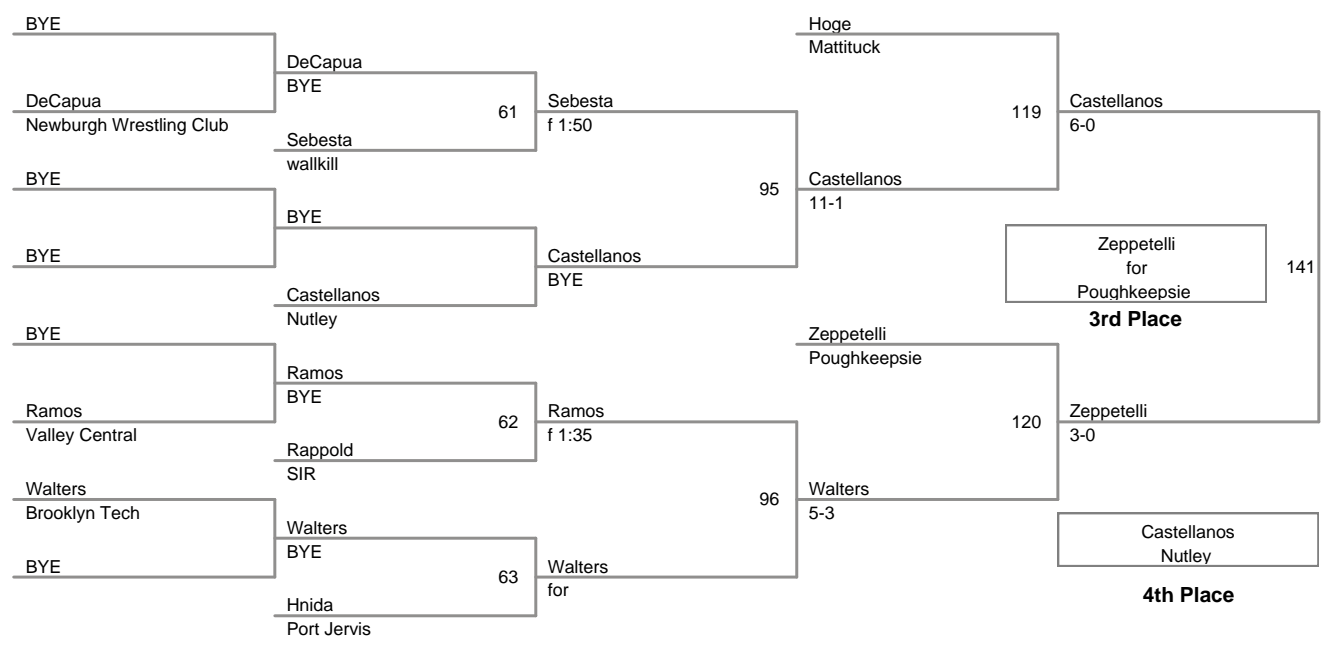 BYE
DeCapua
Newburgh Wrestling Club
BYE
BYE
BYE
Ramos
Valley Central
Walters
Brooklyn Tech
BYE
DeCapua
BYE
61
Sebesta
wallkill
BYE
Castellanos
Nutley
Ramos
BYE
62
Rappold
SIR
Walters
BYE
63
Hnida
Port Jervis
Sebesta
f 1:50
95
Castellanos
BYE
Ramos
f 1:35
96
Walters
for
Hoge
Mattituck
119
Castellanos
11-1
Zeppetelli
Poughkeepsie
120
Walters
5-3
Castellanos
6-0
Zeppetelli
for
Poughkeepsie
141
3rd Place
Zeppetelli
3-0
Castellanos
Nutley
4th Place